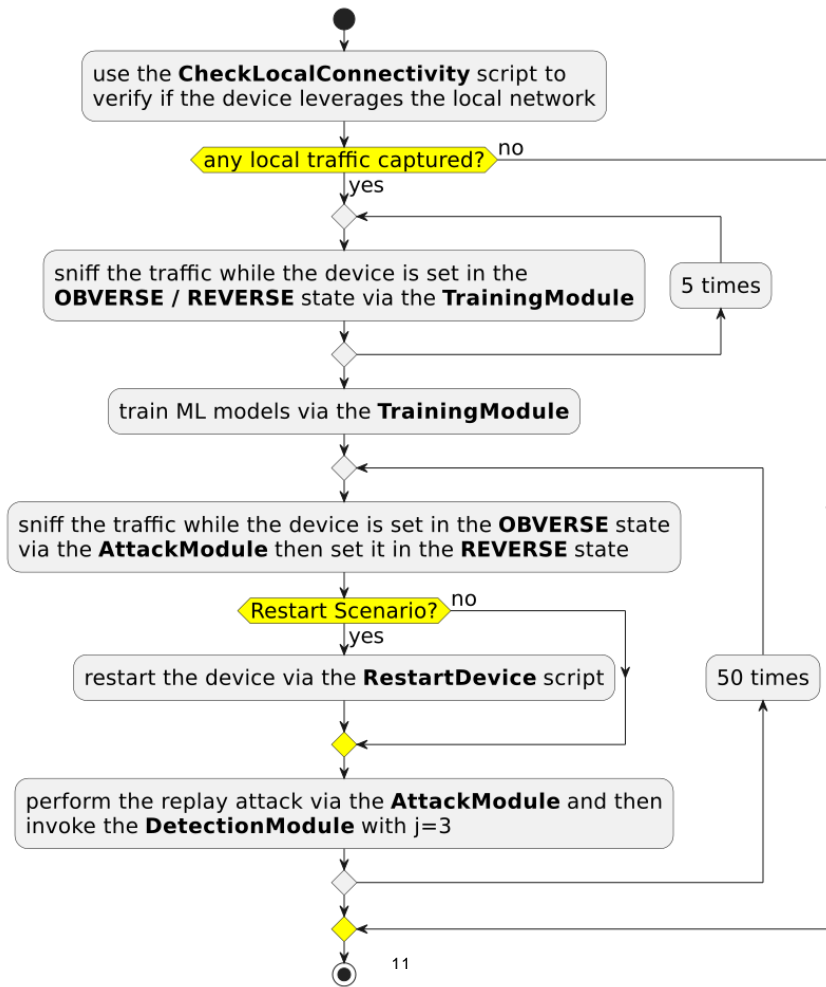 use the CheckLocalConnectivity script to
verify if the device leverages the local network
any local traffic captured?
no
yes
sniff the traffic while the device is set in the
OBVERSE / REVERSE state via the TrainingModule
5 times
train ML models via the TrainingModule
sniff the traffic while the device is set in the OBVERSE state
via the AttackModule then set it in the REVERSE state
Restart Scenario?
no
yes
restart the device via the RestartDevice script
50 times
perform the replay attack via the AttackModule and then
invoke the DetectionModule with j=3
11